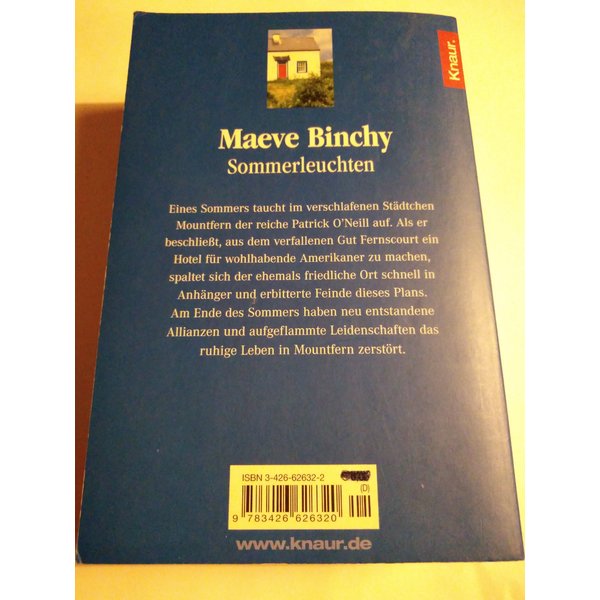 Knaur.
Maeve Binchy
Sommerleuchten
Eines Sommers taucht im verschlafenen Städtchen
Mountfern der reiche Patrick O'Neill auf. Als er
beschließt, aus dem verfallenen Gut Fernscourt ein
Hotel für wohlhabende Amerikaner zu machen,
spaltet sich der ehemals friedliche Ort schnell in
Anhänger und erbitterte Feinde dieses Plans.
Am Ende des Sommers haben neu entstandene
Allianzen und aufgeflammte Leidenschaften das
ruhige Leben in Mountfern zerstört.
ISBN 3-426-62632-2
(D)
9 783426 626320
www.knaur.de